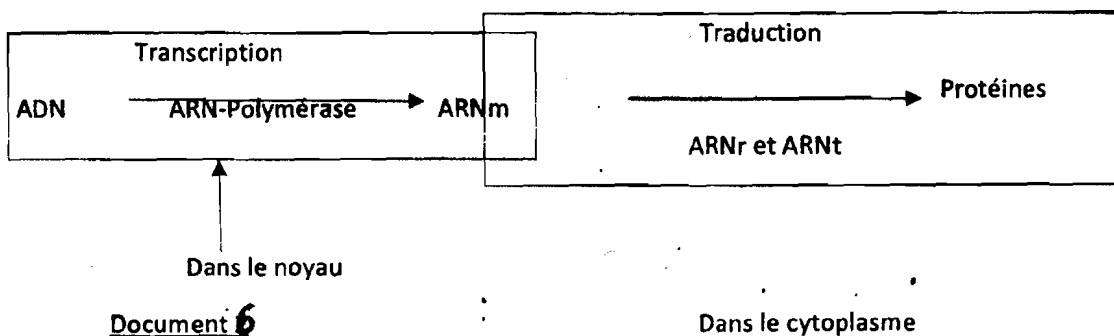 Transcription
Traduction
ADN ARN-Polymérase ARNm
Protéines
ARNr et ARNt
Dans le noyau
Document 6
Dans le cytoplasme